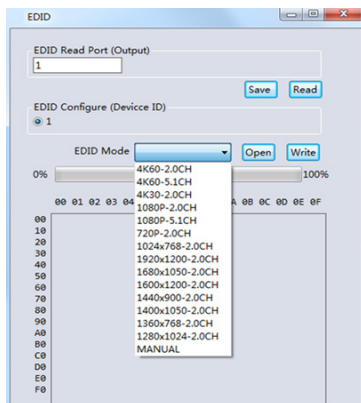 EDID
EDID Read Port (Output)
1
Save Read
EDID Configure (Devicce ID)
1
EDID Mode Open Write
0% 100%
4K60-2.0CH
4K60-5.1CH
4K30-2.0CH
1080P-2.0CH
1080P-5.1CH
720P-2.0CH
1024x768-2.0CH
1920x1200-2.0CH
1680x1050-2.0CH
1600x1200-2.0CH
1440x900-2.0CH
1400x1050-2.0CH
1360x768-2.0CH
1280x1024-2.0CH
MANUAL
00 01 02 03 04 A 0B 0C 0D 0E 0F
00
10
20
30
40
50
60
70
80
90
A0
B0
C0
D0
E0
F0